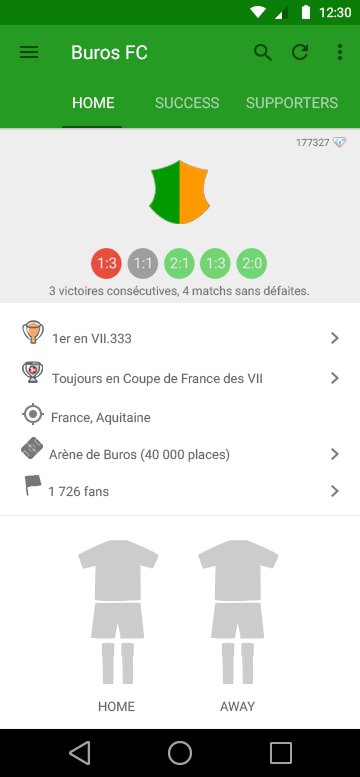 12:30
Buros FC
HOME SUCCESS SUPPORTERS
177327
1:3 1:1 2:1 1:3 2:0
3 victoires consécutives, 4 matchs sans défaites.
1er en VII.333
Toujours en Coupe de France des VII
France, Aquitaine
Arène de Buros (40 000 places)
1 726 fans
HOME AWAY